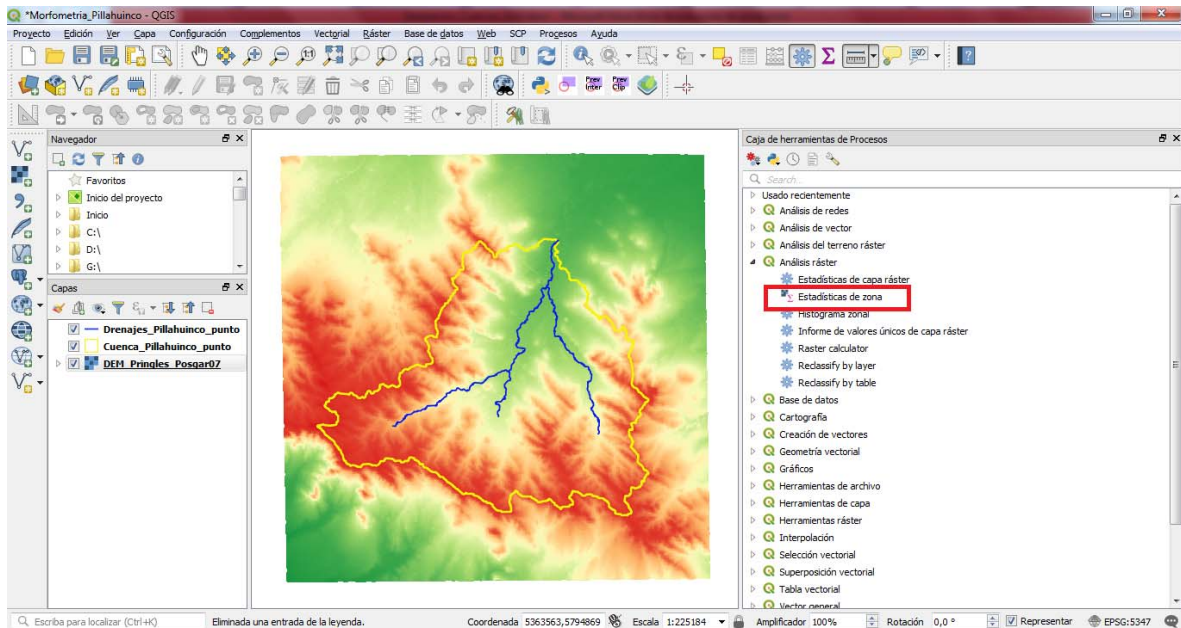 *Morfometria_Pillahuinco - QGIS
Proyecto Edición Ver Capa Configuración Complementos Vectorial Ráster Base de datos Web SCP Procesos Ayuda
Prev Inter
Prev Clip
Navegador
Favoritos
Inicio del proyecto
Inicio
C:\
D:\
G:\
Capas
Drenajes_Pillahuinco_punto
Cuenca_Pillahuinco_punto
DEM_Pringles_Posgar07
Caja de herramientas de Procesos
Search...
Usado recientemente
Análisis de redes
Análisis de vector
Análisis del terreno ráster
Análisis ráster
Estadísticas de capa ráster
Estadísticas de zona
Histograma zonal
Informe de valores únicos de capa ráster
Raster calculator
Reclassify by layer
Reclassify by table
Base de datos
Cartografía
Creación de vectores
Geometría vectorial
Gráficos
Herramientas de archivo
Herramientas de capa
Herramientas ráster
Interpolación
Selección vectorial
Superposición vectorial
Tabla vectorial
Vector general
Escriba para localizar (Ctrl+K) Eliminada una entrada de la leyenda. Coordenada 5363563,5794869 Escala 1:225184 Amplificador 100% Rotación 0,0 ° Representar EPSG:5347